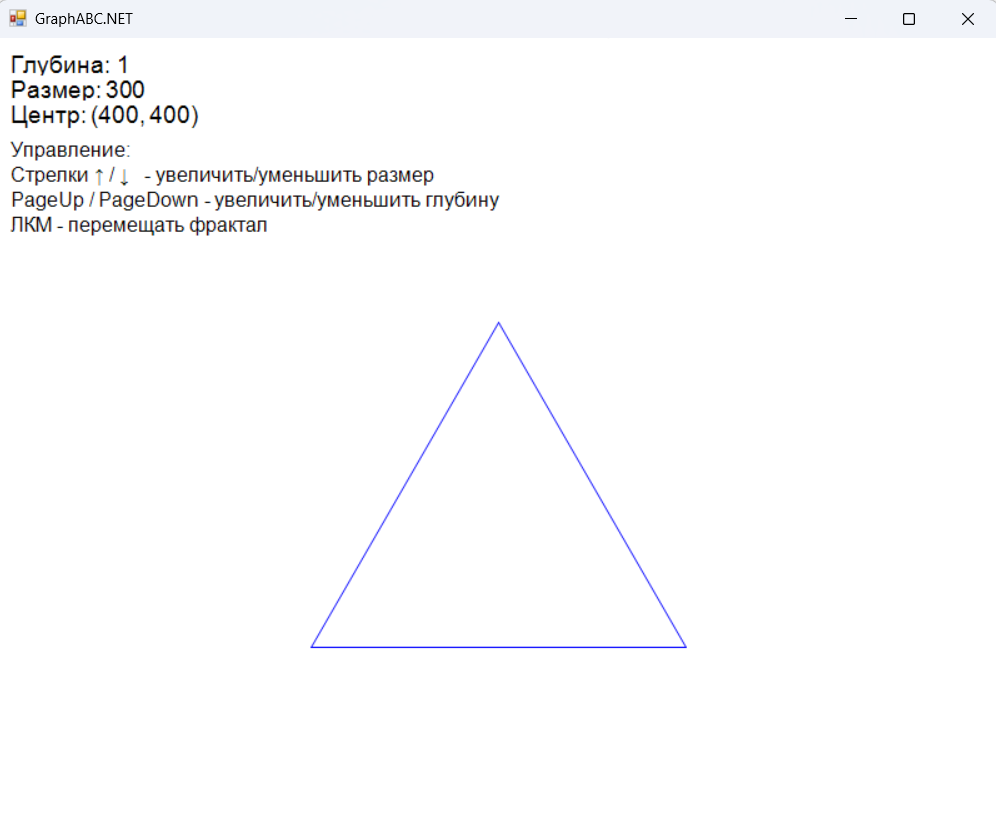 GraphABC.NET
Глубина: 1
Размер: 300
Центр: (400, 400)
Управление:
Стрелки ↑ / ↓ - увеличить/уменьшить размер
PageUp / PageDown - увеличить/уменьшить глубину
ЛКМ - перемещать фрактал